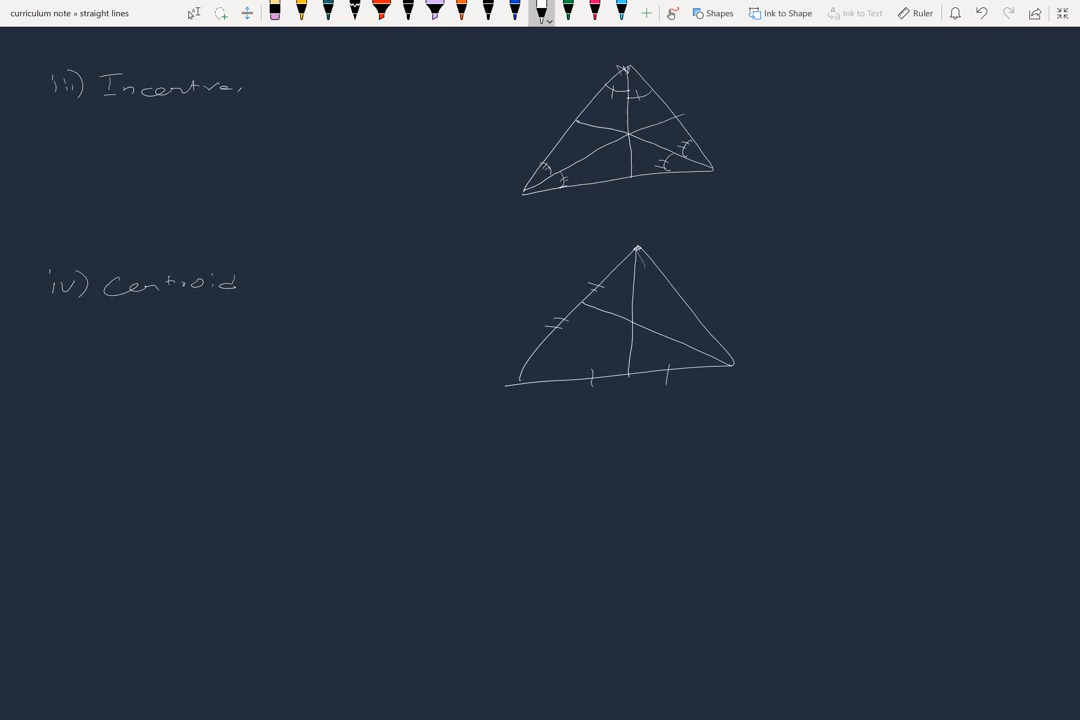 curriculum note » straight lines
Shapes
Ink to Shape
Ink to Text
Ruler
iii) Incentre.
iv) Centroid